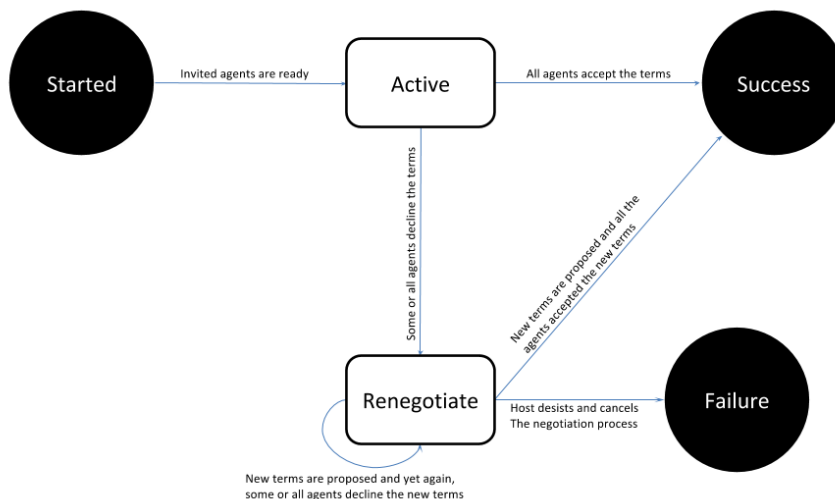 Started
Invited agents are ready
Active
All agents accept the terms
Success
Some or all agents decline the terms
New terms are proposed and all the
agents accepted the new terms
Renegotiate
Host desists and cancels
The negotiation process
Failure
New terms are proposed and yet again,
some or all agents decline the new terms